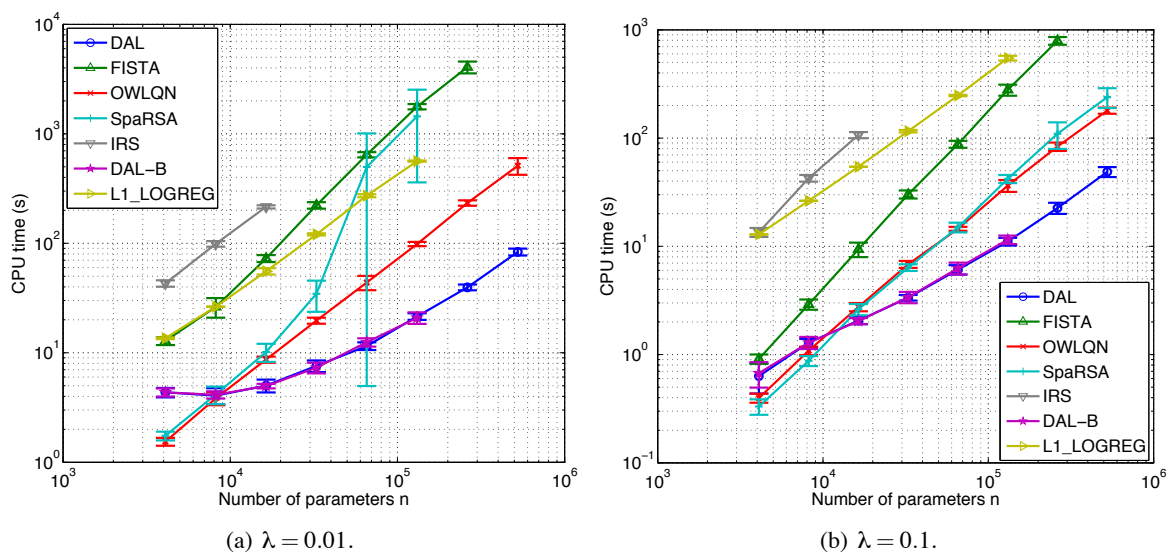 10^4
10^3
10^2
10^1
10^0
CPU time (s)
DAL
FISTA
OWLQN
SpaRSA
IRS
DAL-B
L1_LOGREG
10^3
10^4
10^5
10^6
Number of parameters n
(a) λ = 0.01.
10^3
10^2
10^1
10^0
10^-1
CPU time (s)
DAL
FISTA
OWLQN
SpaRSA
IRS
DAL-B
L1_LOGREG
10^3
10^4
10^5
10^6
Number of parameters n
(b) λ = 0.1.